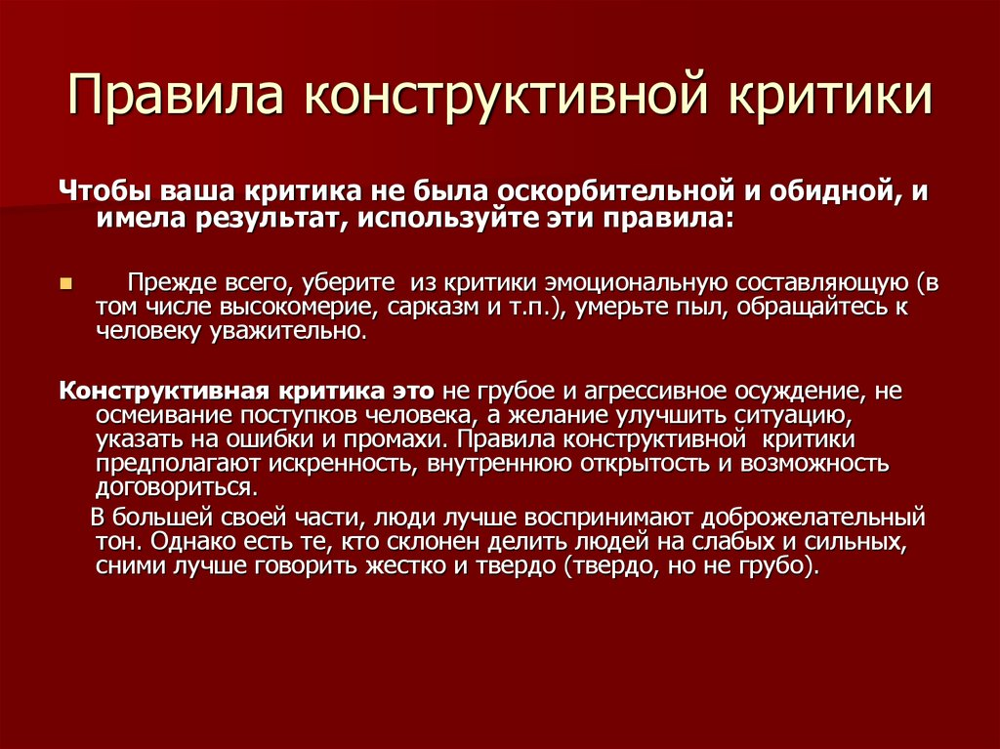 Правила конструктивной критики
Чтобы ваша критика не была оскорбительной и обидной, и
имела результат, используйте эти правила:
Прежде всего, уберите из критики эмоциональную составляющую (в
том числе высокомерие, сарказм и т.п.), умерьте пыл, обращайтесь к
человеку уважительно.
Конструктивная критика это не грубое и агрессивное осуждение, не
осмеивание поступков человека, а желание улучшить ситуацию,
указать на ошибки и промахи. Правила конструктивной критики
предполагают искренность, внутреннюю открытость и возможность
договориться.
В большей своей части, люди лучше воспринимают доброжелательный
тон. Однако есть те, кто склонен делить людей на слабых и сильных,
сними лучше говорить жестко и твердо (твердо, но не грубо).